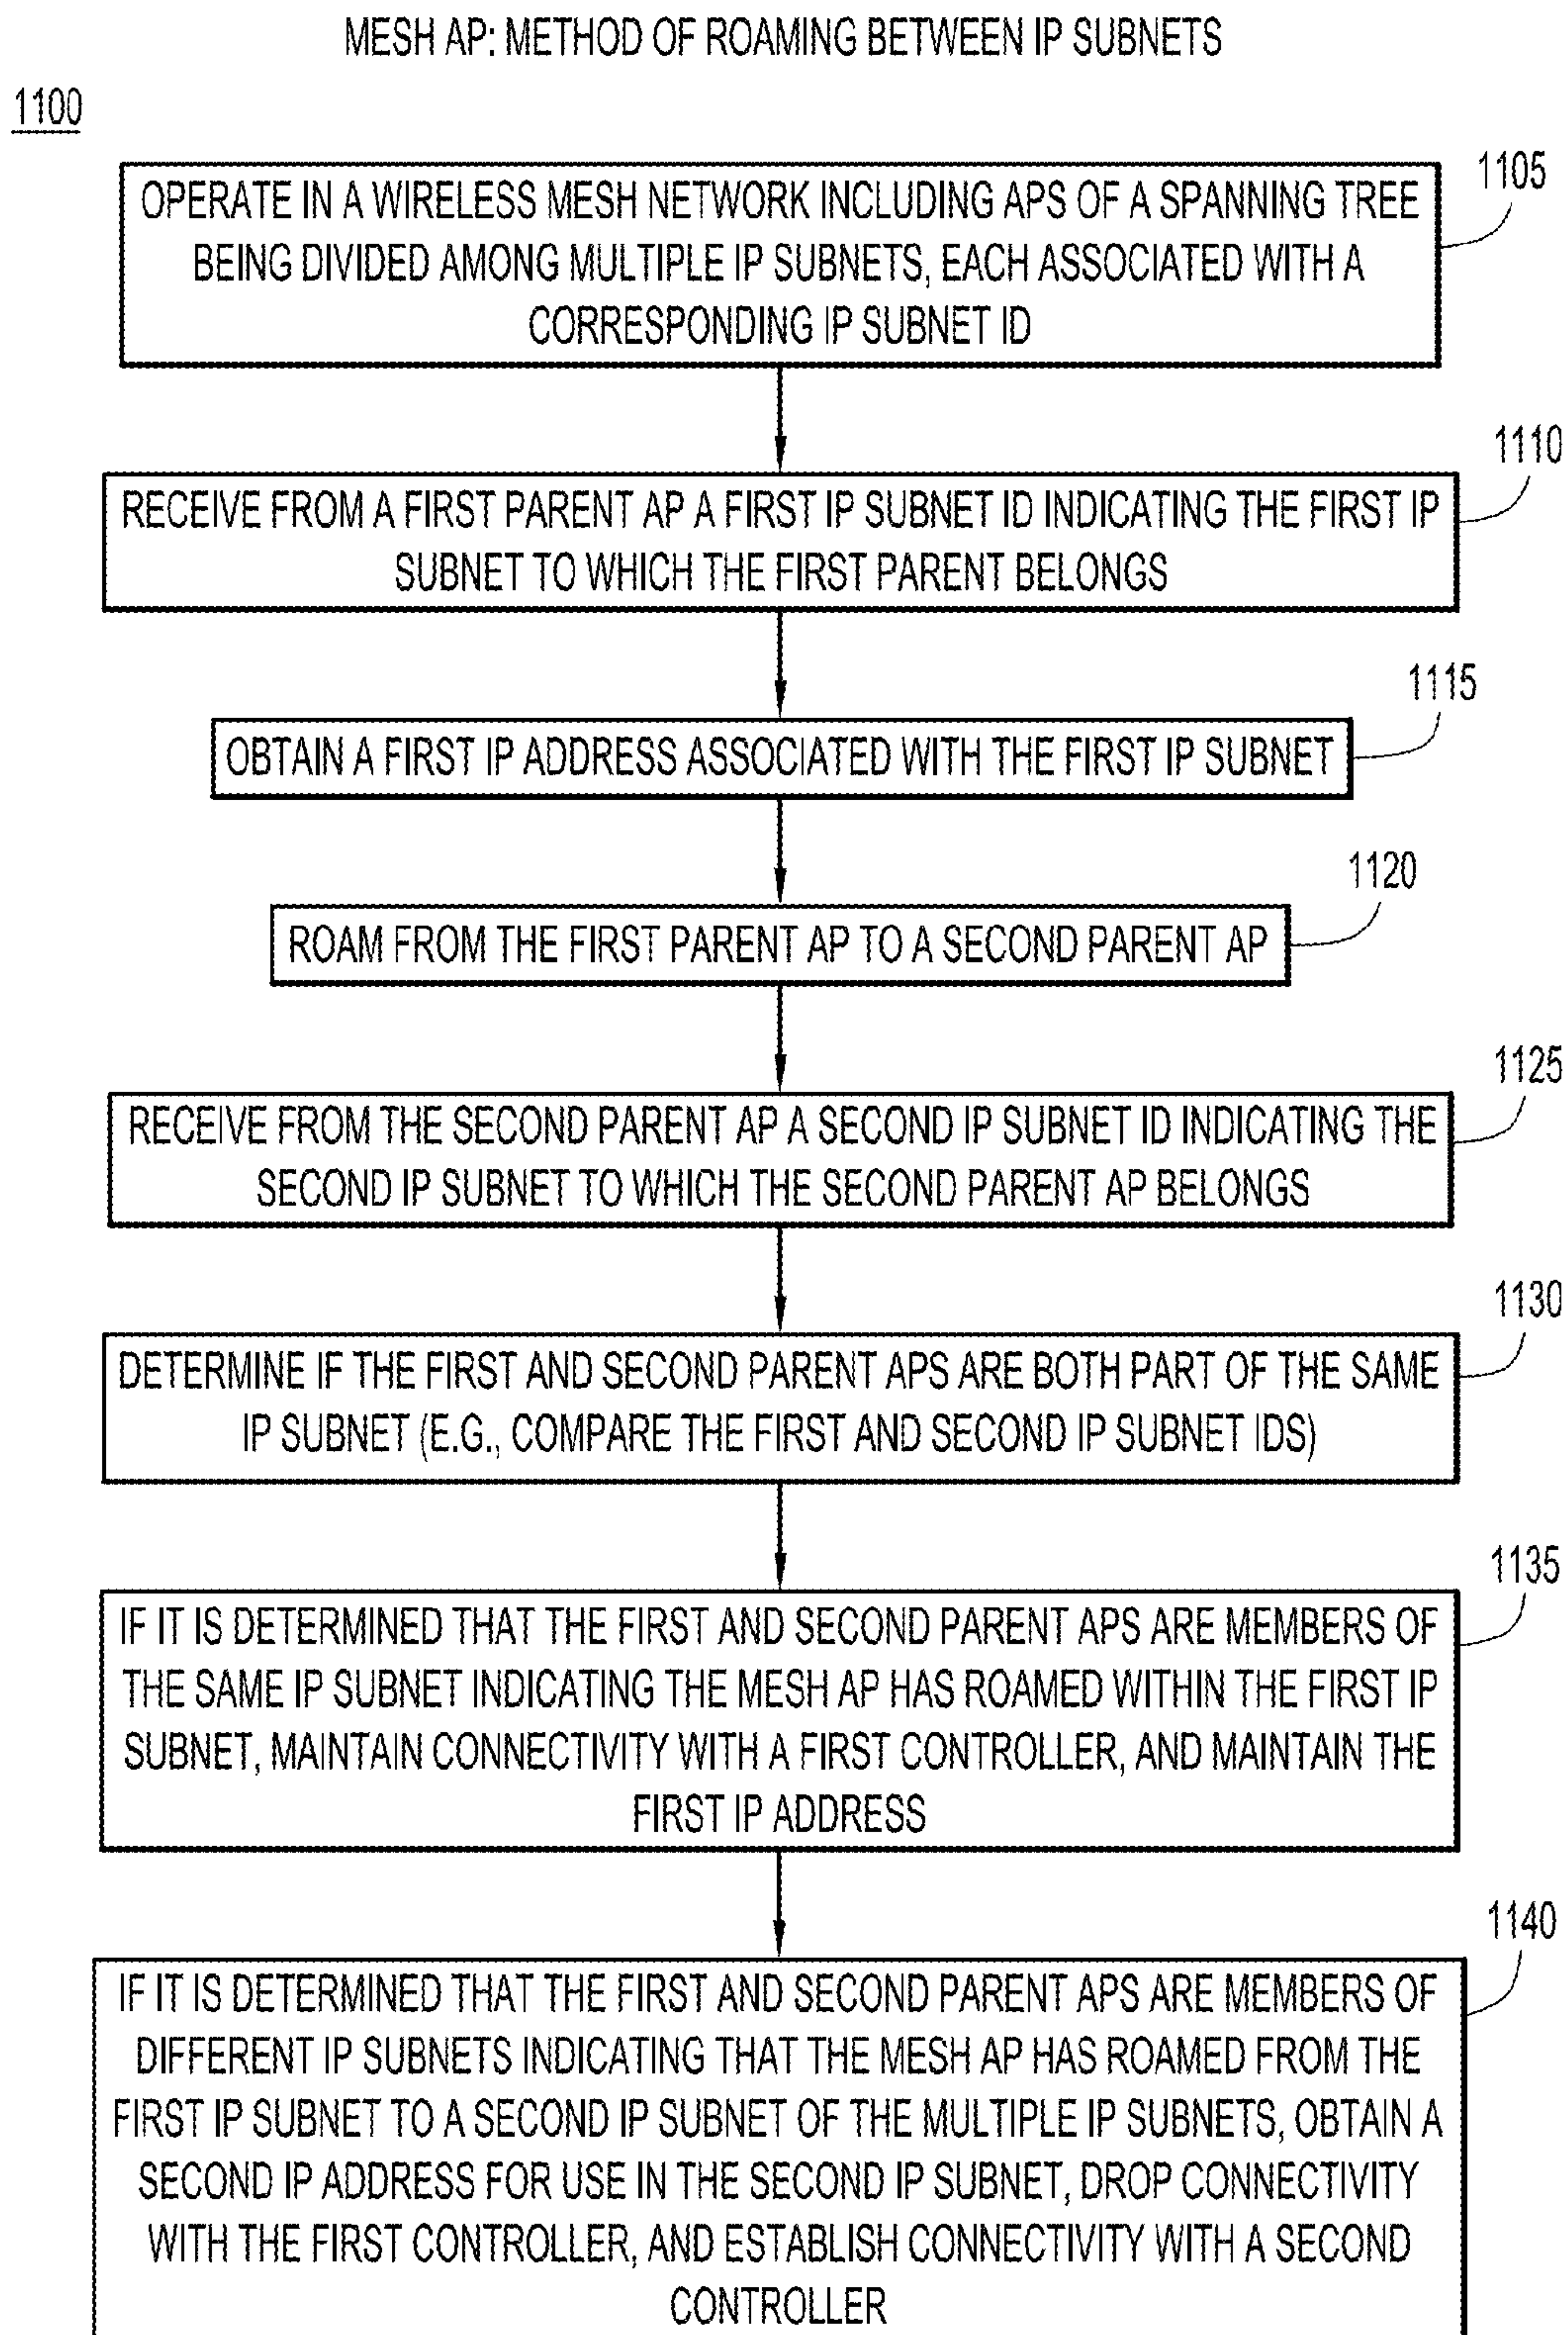 MESH AP: METHOD OF ROAMING BETWEEN IP SUBNETS
1100
1105
OPERATE IN A WIRELESS MESH NETWORK INCLUDING APS OF A SPANNING TREE
BEING DIVIDED AMONG MULTIPLE IP SUBNETS, EACH ASSOCIATED WITH A
CORRESPONDING IP SUBNET ID
1110
RECEIVE FROM A FIRST PARENT AP A FIRST IP SUBNET ID INDICATING THE FIRST IP
SUBNET TO WHICH THE FIRST PARENT BELONGS
1115
OBTAIN A FIRST IP ADDRESS ASSOCIATED WITH THE FIRST IP SUBNET
1120
ROAM FROM THE FIRST PARENT AP TO A SECOND PARENT AP
1125
RECEIVE FROM THE SECOND PARENT AP A SECOND IP SUBNET ID INDICATING THE
SECOND IP SUBNET TO WHICH THE SECOND PARENT AP BELONGS
1130
DETERMINE IF THE FIRST AND SECOND PARENT APS ARE BOTH PART OF THE SAME
IP SUBNET (E.G., COMPARE THE FIRST AND SECOND IP SUBNET IDS)
1135
IF IT IS DETERMINED THAT THE FIRST AND SECOND PARENT APS ARE MEMBERS OF
THE SAME IP SUBNET INDICATING THE MESH AP HAS ROAMED WITHIN THE FIRST IP
SUBNET, MAINTAIN CONNECTIVITY WITH A FIRST CONTROLLER, AND MAINTAIN THE
FIRST IP ADDRESS
1140
IF IT IS DETERMINED THAT THE FIRST AND SECOND PARENT APS ARE MEMBERS OF
DIFFERENT IP SUBNETS INDICATING THAT THE MESH AP HAS ROAMED FROM THE
FIRST IP SUBNET TO A SECOND IP SUBNET OF THE MULTIPLE IP SUBNETS, OBTAIN A
SECOND IP ADDRESS FOR USE IN THE SECOND IP SUBNET, DROP CONNECTIVITY
WITH THE FIRST CONTROLLER, AND ESTABLISH CONNECTIVITY WITH A SECOND
CONTROLLER